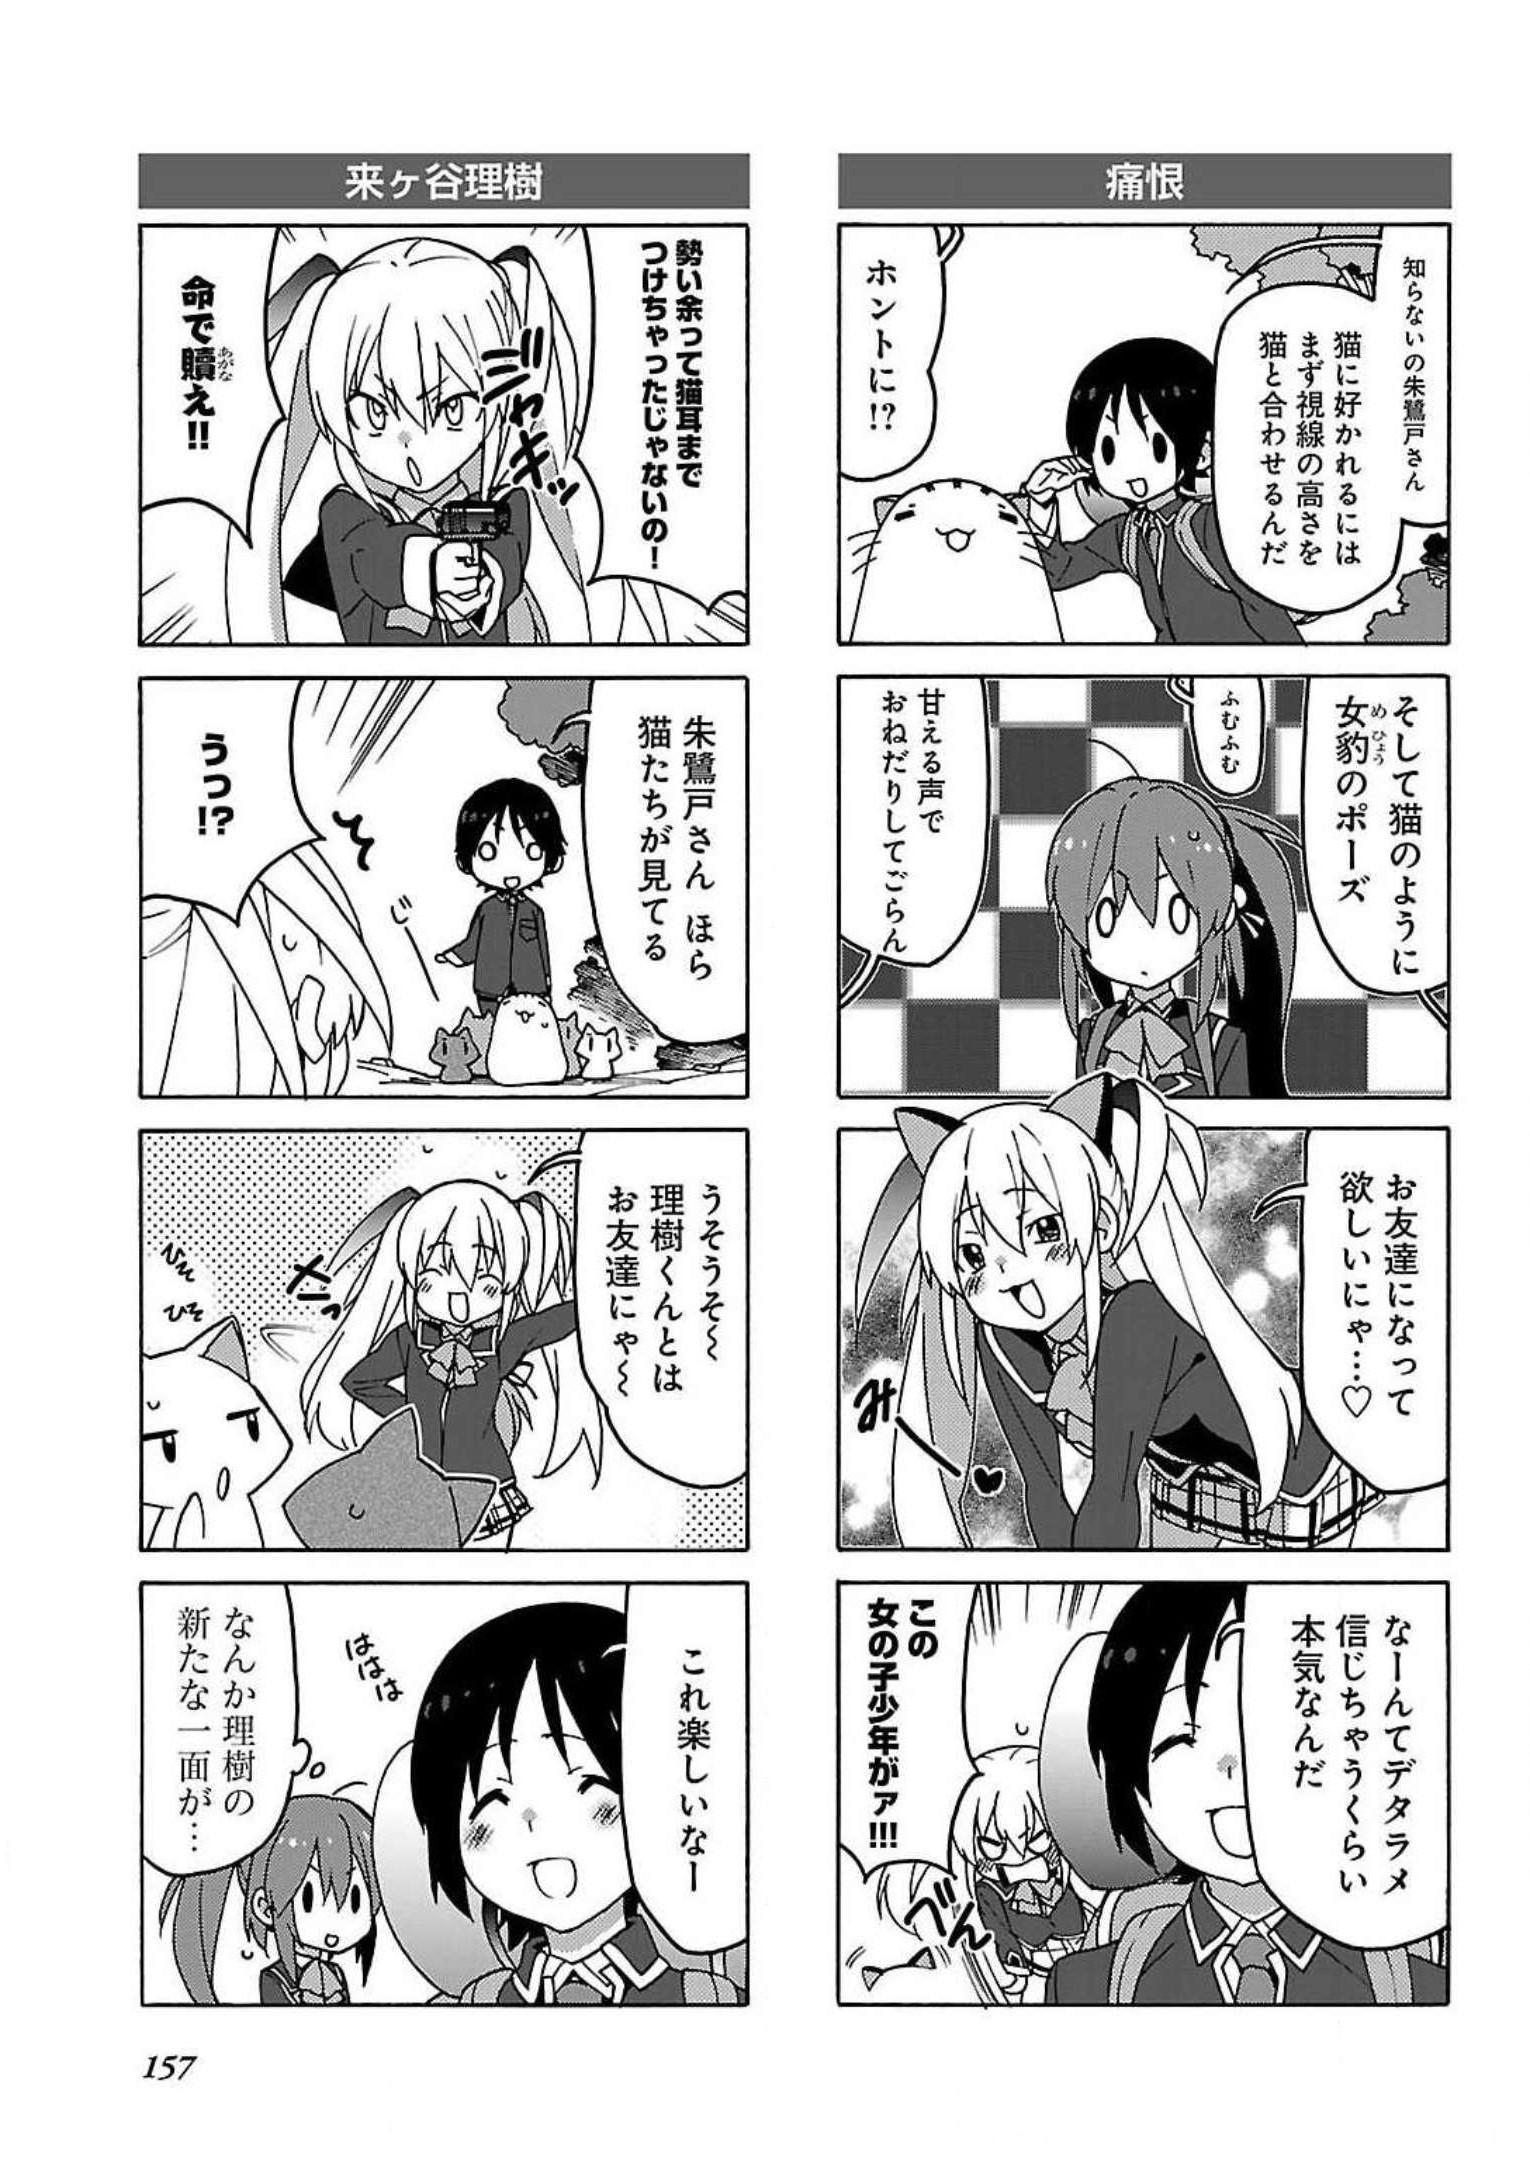 痛恨
知らないの朱鷺戸さん
猫に好かれるには
まず視線の高さを
猫と合わせるんだ
ホントに!?
そして猫のように
女豹のポーズ
めひょう
ふむふむ
甘える声で
おねだりしてごらん
お友達になって
欲しいにゃ…♡
みー
なーんてデタラメ
信じちゃうくらい
本気なんだ
この
女の子少年がァ!!!
べんべん
来ヶ谷理樹
勢い余って猫耳まで
つけちゃったじゃないの!
ジャキッ
命で贖え!!
あがな
朱鷺戸さん ほら
猫たちが見てる
じー
うっ!?
うそうそ〜
理樹くんとは
お友達にゃ〜
ひそ
ひそ
これ楽しいなー
ははは
なんか理樹の
新たな一面が…
157